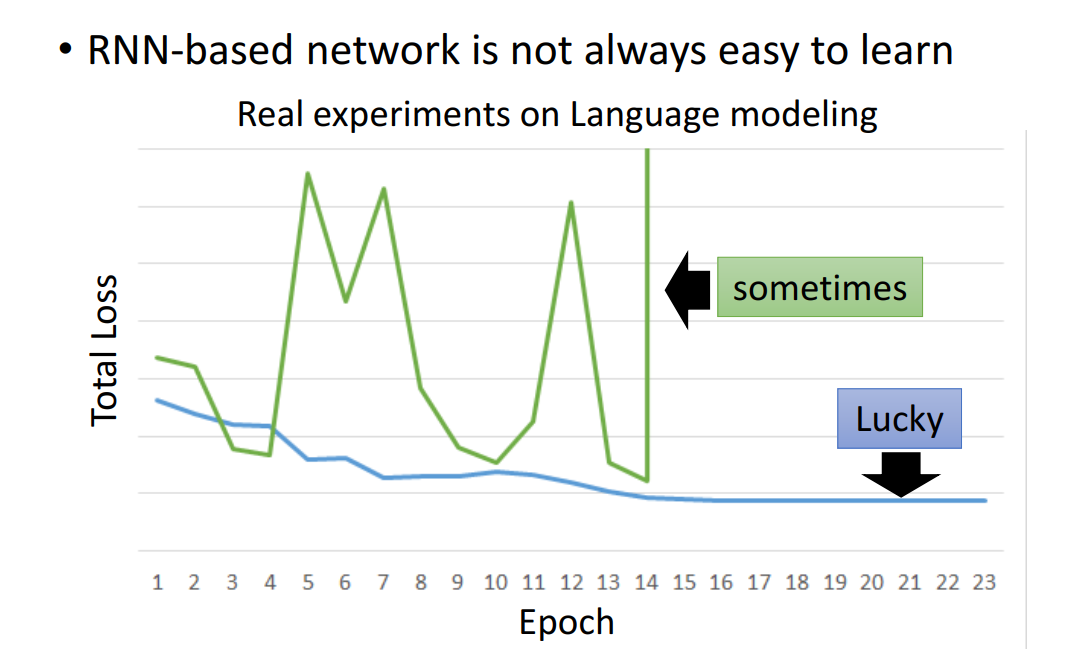 • RNN-based network is not always easy to learn
Real experiments on Language modeling
Total Loss
sometimes
Lucky
1 2 3 4 5 6 7 8 9 10 11 12 13 14 15 16 17 18 19 20 21 22 23
Epoch